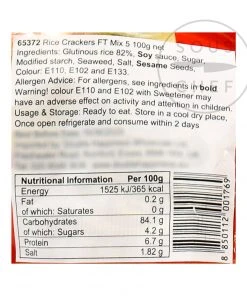 65372 Rice Crackers FT Mix 5 100g net
Ingredients: Glutinous rice 82%, Soy sauce, Sugar,
Modified starch, Seaweed, Salt, Sesame Seeds,
Colour: E110, E102 and E133.
Allergen Advice: For allergens, see ingredients in bold.
Warning! colour E110 and E102 with Sweetener may
have an adverse effect on activity and attention in children.
Usage & Storage: Ready to eat. Store in a cool dry place,
Once open refrigerate and consume within 2 days
Nutritional information Per 100g
Energy 1525 kJ/365 kcal
Fat 0.2 g
of which: Saturates 0 g
Carbohydrates 84.1 g
of which: Sugars 4.2 g
Protein 6.7 g
Salt 1.82 g
8 850112 001769